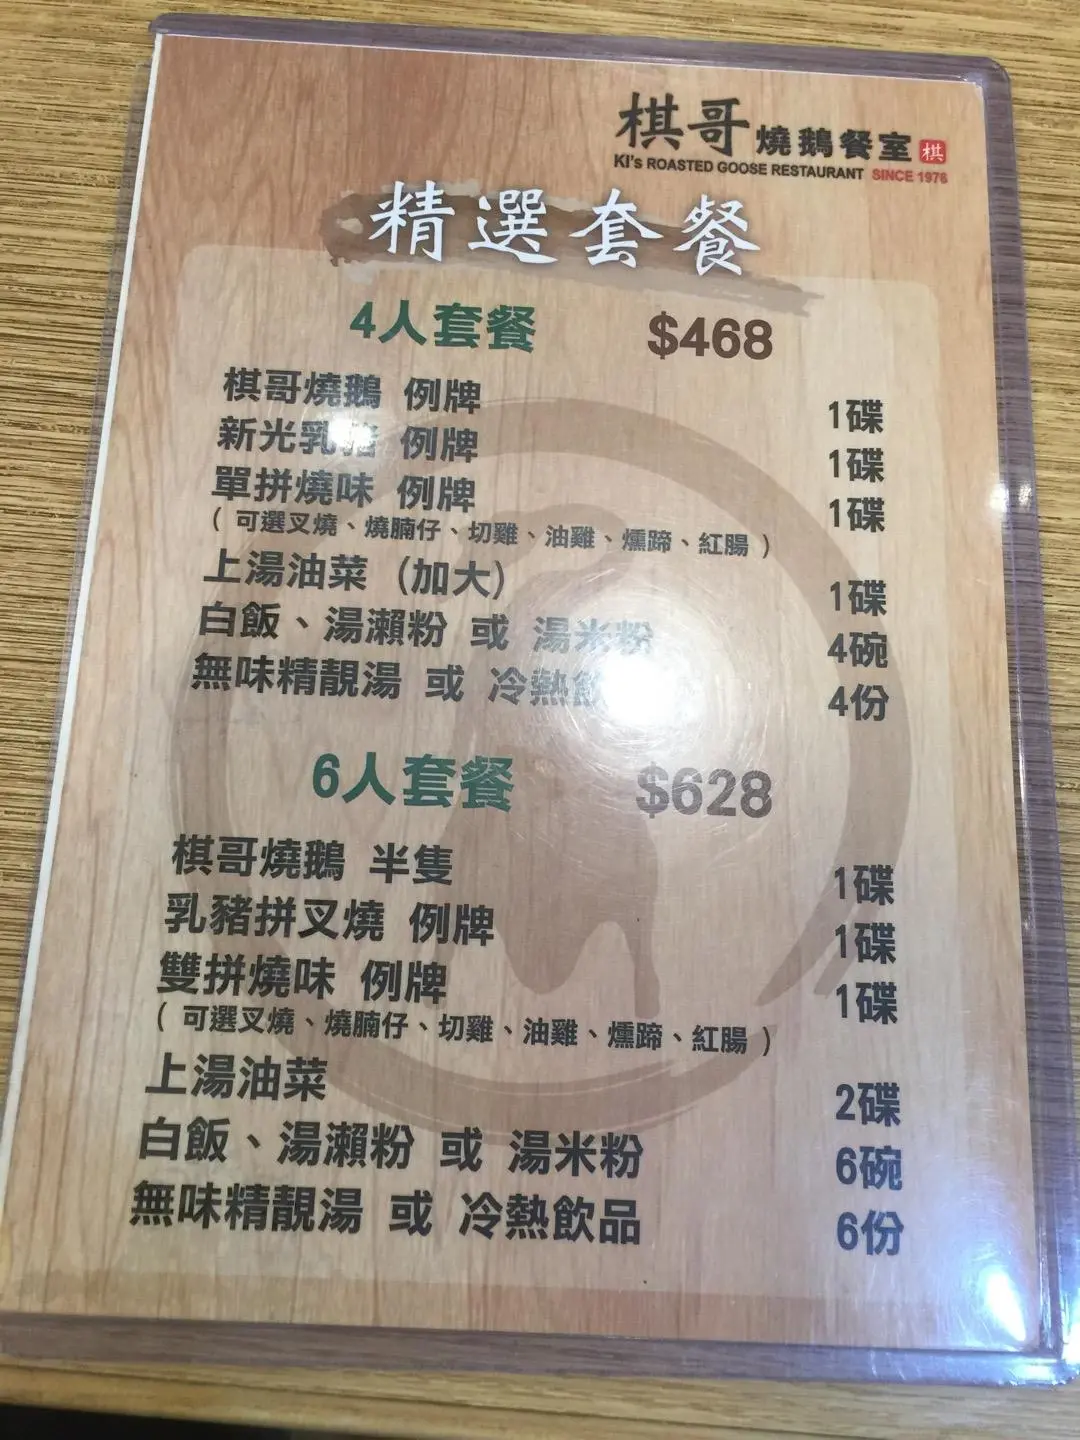 棋哥燒鵝餐室 棋
KI's ROASTED GOOSE RESTAURANT SINCE 1976
精選套餐
4人套餐 $468
棋哥燒鵝 例牌 1碟
新光乳豬 例牌 1碟
單拼燒味 例牌 1碟
( 可選叉燒、燒腩仔、切雞、油雞、燻蹄、紅腸 )
上湯油菜 (加大) 1碟
白飯、湯瀨粉 或 湯米粉 4碗
無味精靚湯 或 冷熱飲 4份
6人套餐 $628
棋哥燒鵝 半隻 1碟
乳豬拼叉燒 例牌 1碟
雙拼燒味 例牌 1碟
( 可選叉燒、燒腩仔、切雞、油雞、燻蹄、紅腸 )
上湯油菜 2碟
白飯、湯瀨粉 或 湯米粉 6碗
無味精靚湯 或 冷熱飲品 6份